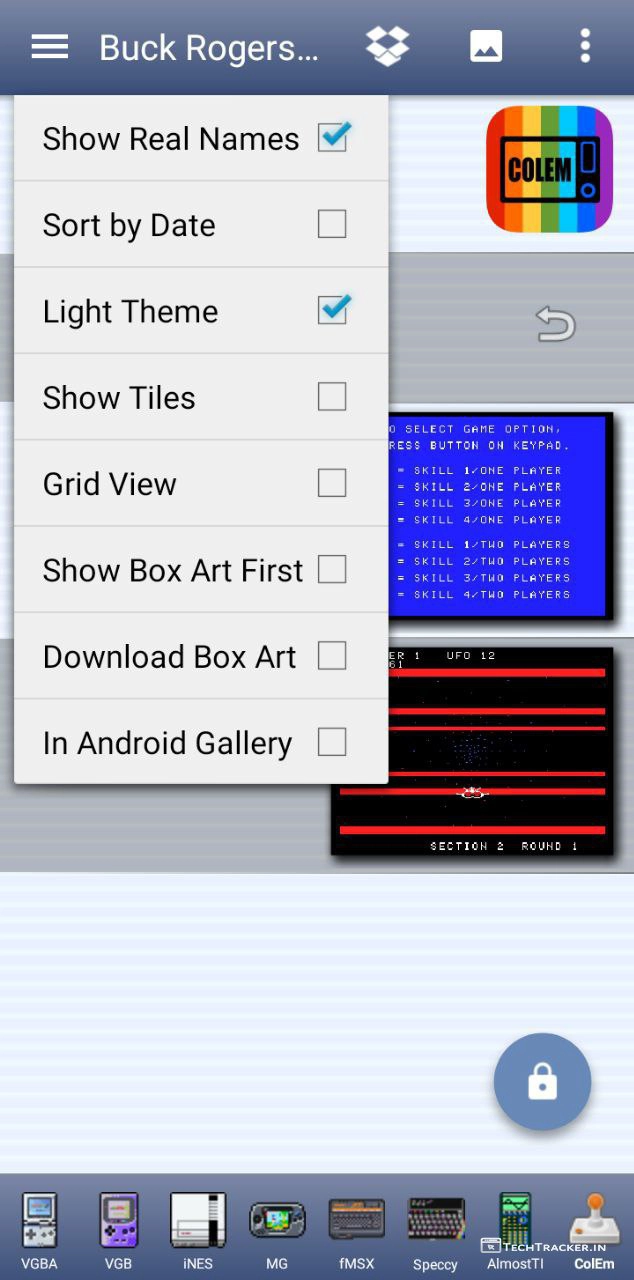 Buck Rogers...
Show Real Names
COLEM
Sort by Date
Light Theme
Show Tiles
Grid View
Show Box Art First
Download Box Art
In Android Gallery
O SELECT GAME OPTION,
RESS BUTTON ON KEYPAD.
= SKILL 1/ONE PLAYER
= SKILL 2/ONE PLAYER
= SKILL 3/ONE PLAYER
= SKILL 4/ONE PLAYER
= SKILL 1/TWO PLAYERS
= SKILL 2/TWO PLAYERS
= SKILL 3/TWO PLAYERS
= SKILL 4/TWO PLAYERS
ER 1 UFO 12
61
SECTION 2 ROUND 1
TECHTRACKER.IN
VGBA VGB iNES MG fMSX Speccy AlmostTI ColEm